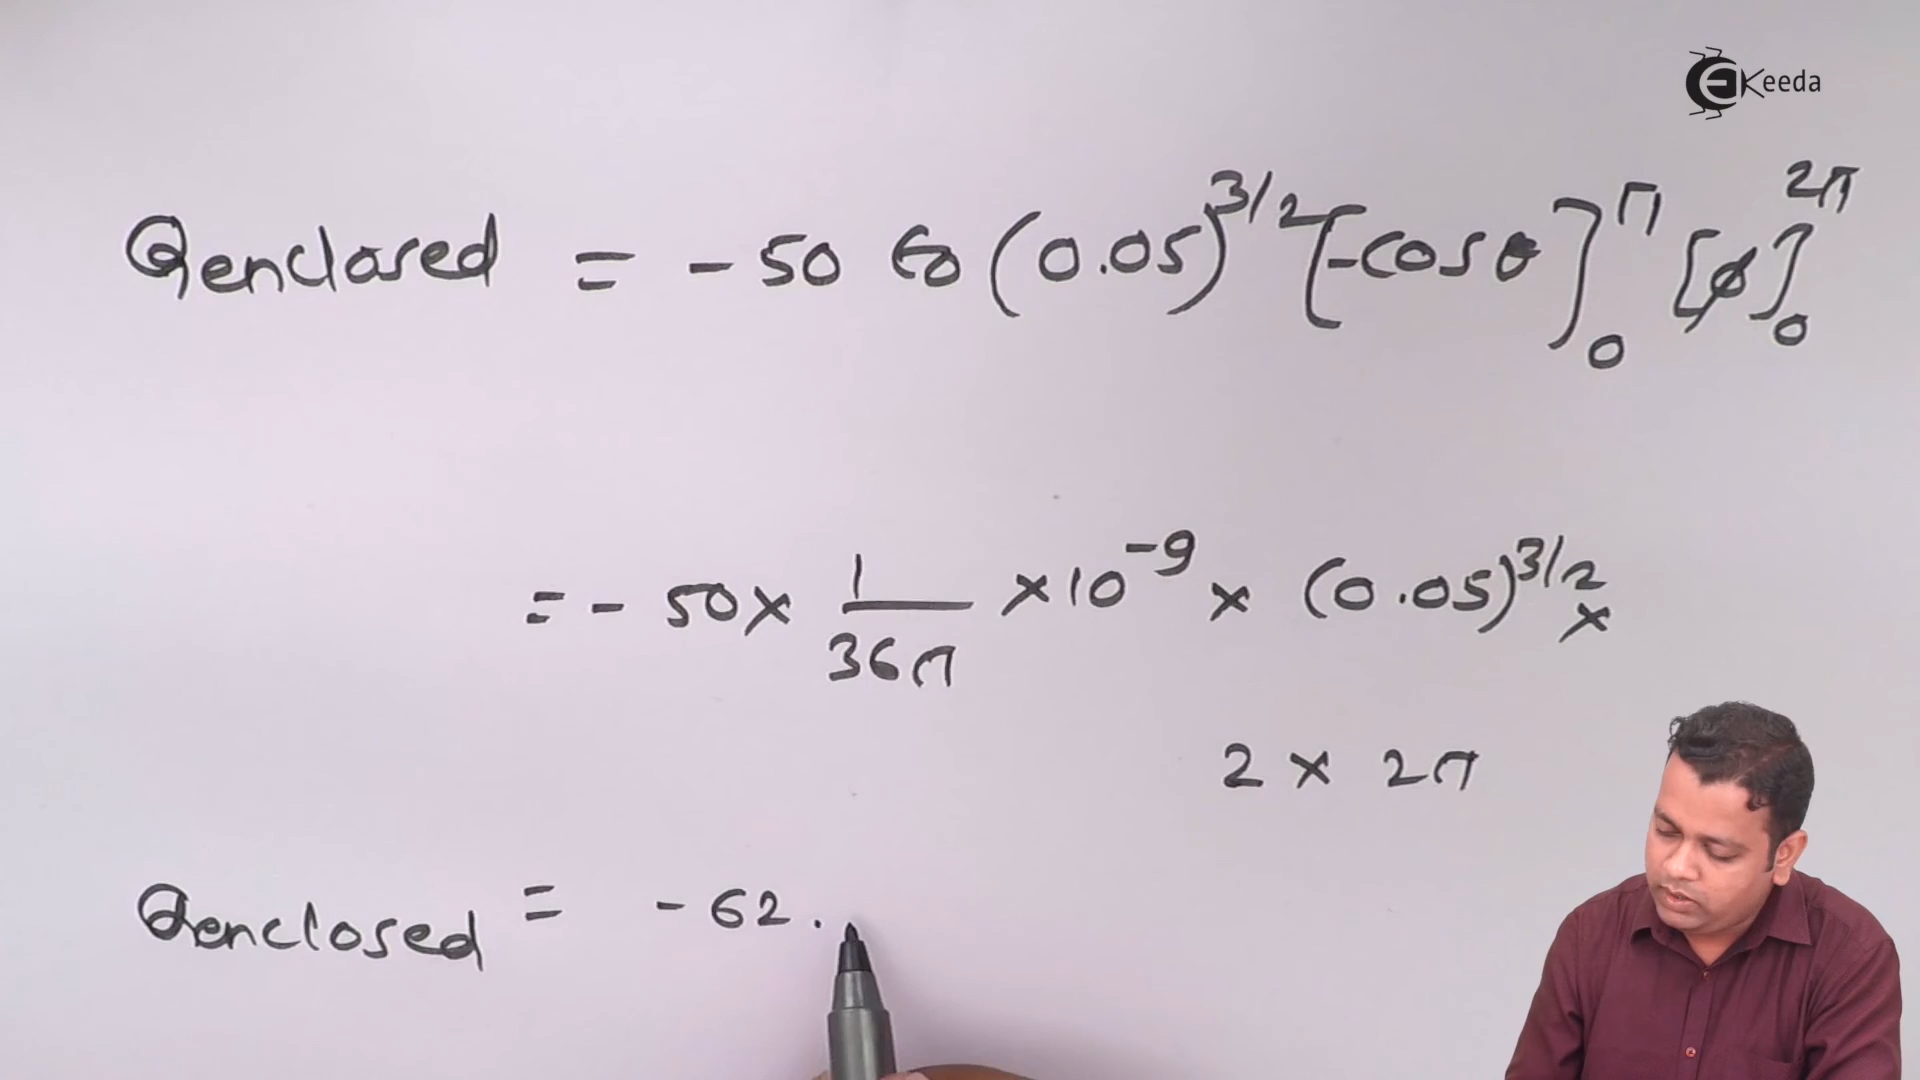 EKeeda
Qenclosed = -50 ϵ0 (0.05)^3/2 [-cosθ]_0^π [ϕ]_0^2π
= - 50 × 1/36π × 10^-9 × (0.05)^3/2 ×
2 × 2π
Qenclosed = -62.